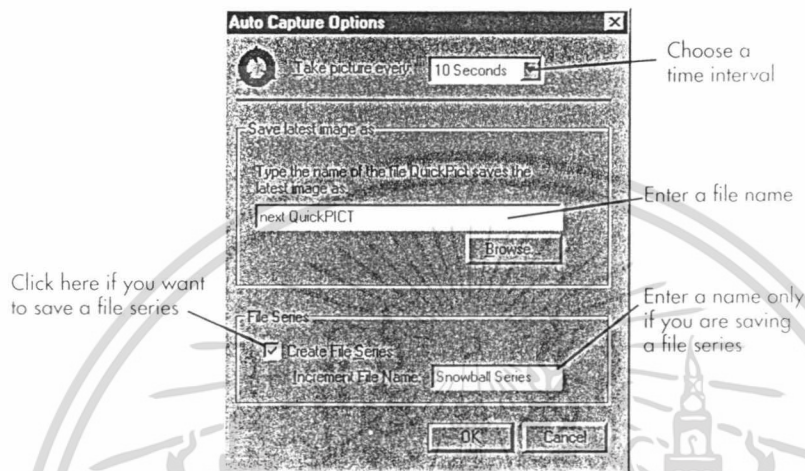 Auto Capture Options
Take picture every:
10 Seconds
Choose a
time interval
Save latest image as
Type the name of the file QuickPict saves the
latest image as.
next QuickPICT
Enter a file name
Browse...
Click here if you want
to save a file series
Enter a name only
if you are saving
a file series
File Series
Create File Series
Increment File Name:
Snowball Series
OK
Cancel